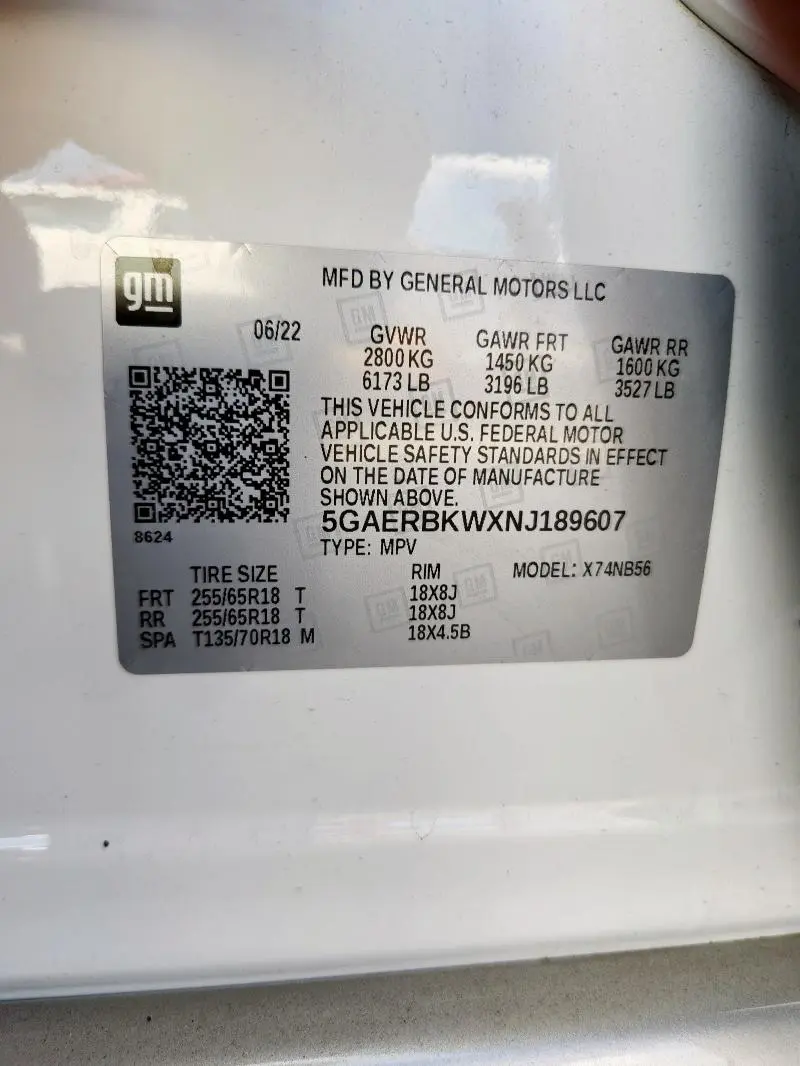 gm
MFD BY GENERAL MOTORS LLC
06/22
GVWR GAWR FRT GAWR RR
2800 KG 1450 KG 1600 KG
6173 LB 3196 LB 3527 LB
THIS VEHICLE CONFORMS TO ALL
APPLICABLE U.S. FEDERAL MOTOR
VEHICLE SAFETY STANDARDS IN EFFECT
ON THE DATE OF MANUFACTURE
SHOWN ABOVE.
5GAERBKWXNJ189607
8624
TYPE: MPV
TIRE SIZE RIM MODEL: X74NB56
FRT 255/65R18 T 18X8J
RR 255/65R18 T 18X8J
SPA T135/70R18 M 18X4.5B